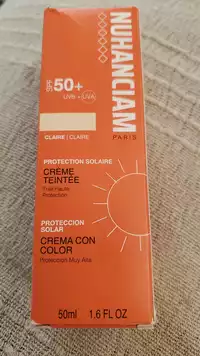 NUHANCIAM
PARIS
SPF 50+
UVB + UVA
CLAIRE | CLAIRE
PROTECTION SOLAIRE
CRÈME
TEINTÉE
Très Haute
Protection
PROTECCION
SOLAR
CREMA CON
COLOR
Protección Muy Alta
50ml 1.6 FL OZ